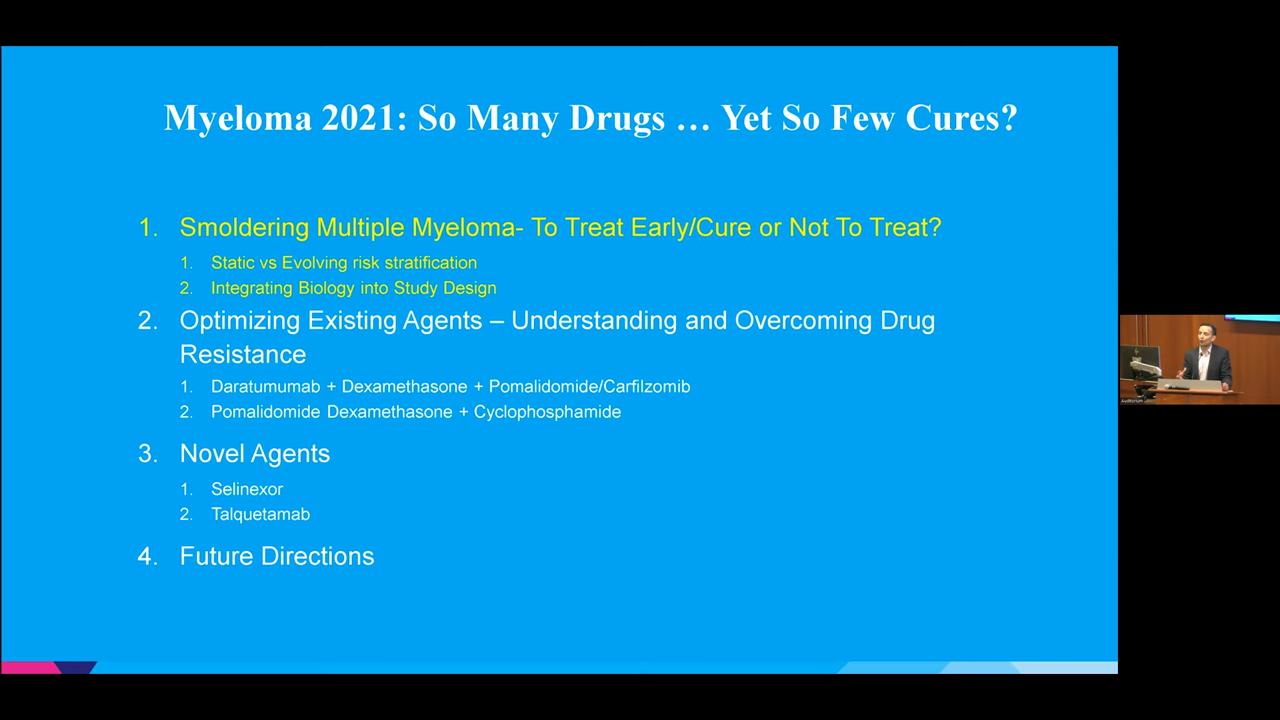 Myeloma 2021: So Many Drugs … Yet So Few Cures?
1. Smoldering Multiple Myeloma- To Treat Early/Cure or Not To Treat?
1. Static vs Evolving risk stratification
2. Integrating Biology into Study Design
2. Optimizing Existing Agents – Understanding and Overcoming Drug
Resistance
1. Daratumumab + Dexamethasone + Pomalidomide/Carfilzomib
2. Pomalidomide Dexamethasone + Cyclophosphamide
3. Novel Agents
1. Selinexor
2. Talquetamab
4. Future Directions
Auditorium